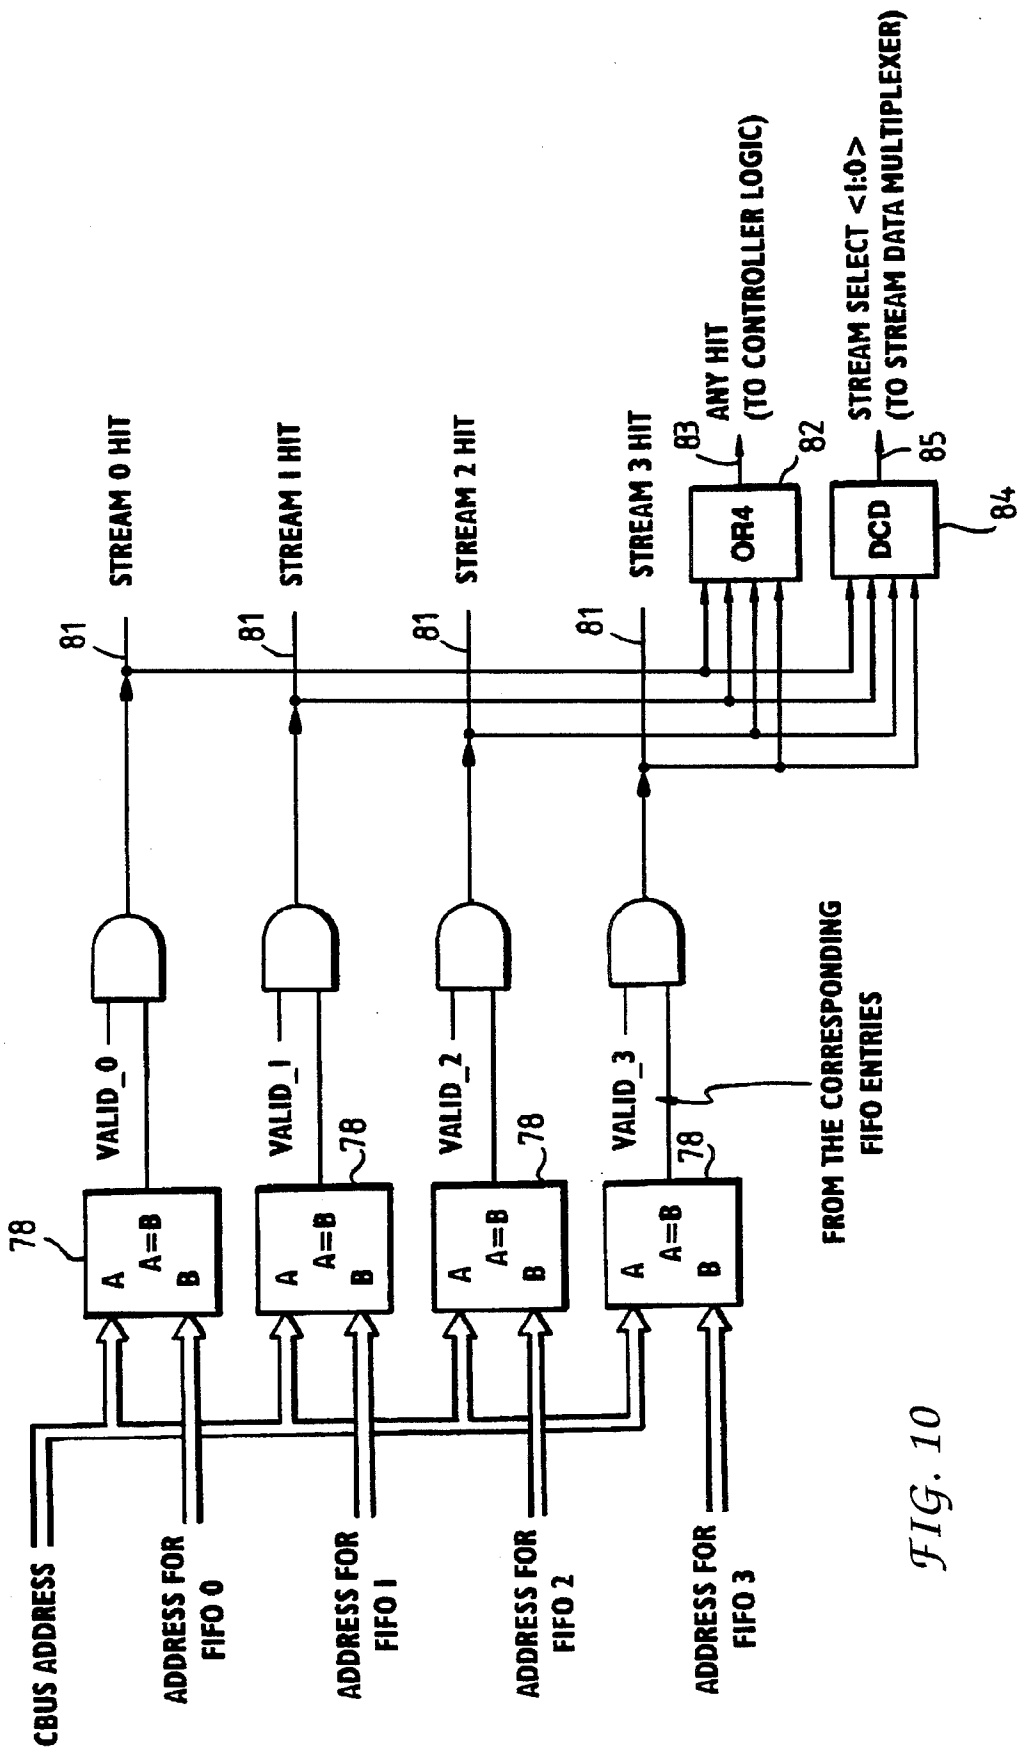 CBUS ADDRESS
ADDRESS FOR
FIFO 0
78
A
A=B
B
VALID_0
81
STREAM 0 HIT
ADDRESS FOR
FIFO 1
A
A=B
B
78
VALID_1
81
STREAM 1 HIT
ADDRESS FOR
FIFO 2
A
A=B
B
78
VALID_2
81
STREAM 2 HIT
ADDRESS FOR
FIFO 3
A
A=B
B
78
VALID_3
81
STREAM 3 HIT
FROM THE CORRESPONDING
FIFO ENTRIES
OR4
82
83
ANY HIT
(TO CONTROLLER LOGIC)
DCD
84
85
STREAM SELECT <1:0>
(TO STREAM DATA MULTIPLEXER)
FIG. 10